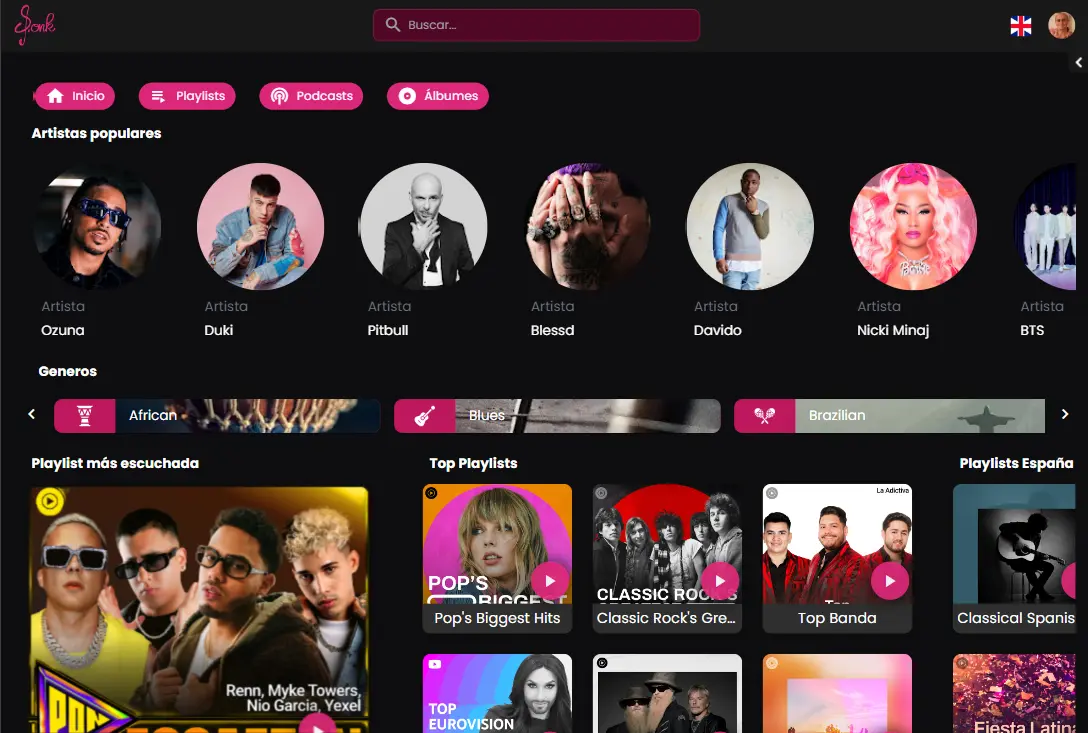 Sonk
Buscar...
Inicio
Playlists
Podcasts
Álbumes
Artistas populares
Artista
Artista
Artista
Artista
Artista
Artista
Artista
Ozuna
Duki
Pitbull
Blessd
Davido
Nicki Minaj
BTS
Generos
African
Blues
Brazilian
Playlist más escuchada
Renn, Myke Towers,
Nio Garcia, Yexel
Top Playlists
POP'S
BIGGEST
Pop's Biggest Hits
CLASSIC ROCK'S
Classic Rock's Gre...
La Adictiva
Top
Top Banda
TOP
EUROVISION
Playlists España
Classical Spanis
Fiesta Latina